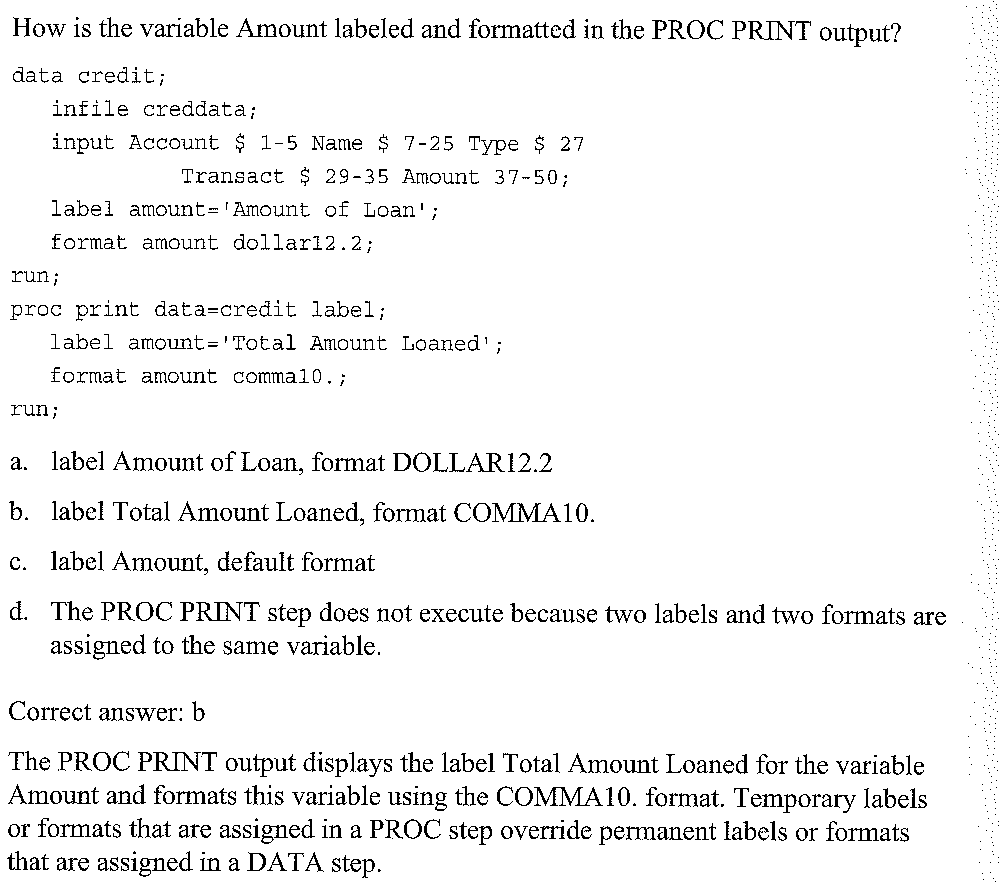 How is the variable Amount labeled and formatted in the PROC PRINT output?
data credit;
infile creddata;
input Account $ 1-5 Name $ 7-25 Type $ 27
Transact $ 29-35 Amount 37-50;
label amount='Amount of Loan';
format amount dollar12.2;
run;
proc print data=credit label;
label amount='Total Amount Loaned';
format amount comma10.;
run;
a. label Amount of Loan, format DOLLAR12.2
b. label Total Amount Loaned, format COMMA10.
c. label Amount, default format
d. The PROC PRINT step does not execute because two labels and two formats are
assigned to the same variable.
Correct answer: b
The PROC PRINT output displays the label Total Amount Loaned for the variable
Amount and formats this variable using the COMMA10. format. Temporary labels
or formats that are assigned in a PROC step override permanent labels or formats
that are assigned in a DATA step.